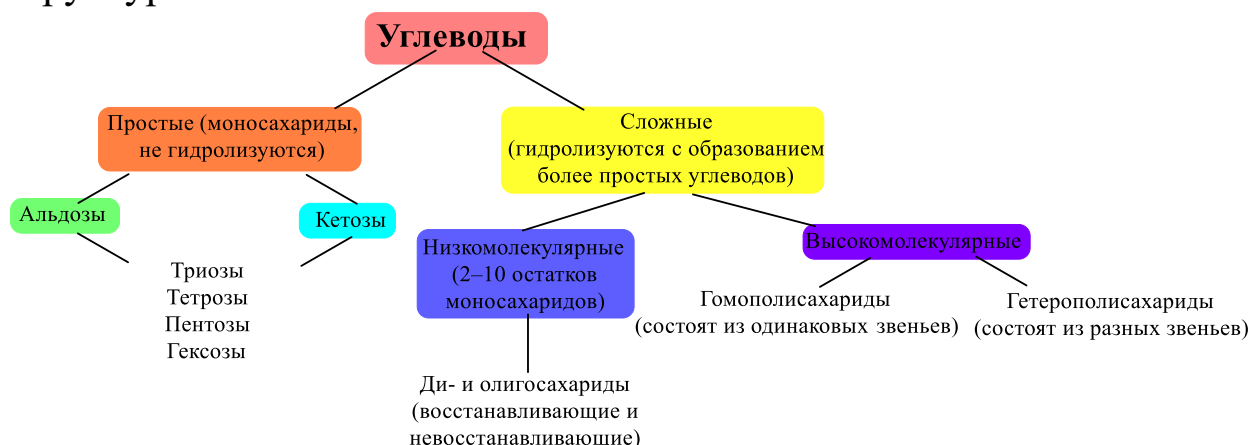 Углеводы
Простые (моносахариды,
не гидролизуются)
Сложные
(гидролизуются с образованием
более простых углеводов)
Альдозы
Кетозы
Триозы
Тетрозы
Пентозы
Гексозы
Низкомолекулярные
(2–10 остатков
моносахаридов)
Высокомолекулярные
Гомополисахариды
(состоят из одинаковых звеньев)
Гетерополисахариды
(состоят из разных звеньев)
Ди- и олигосахариды
(восстанавливающие и
невосстанавливающие)